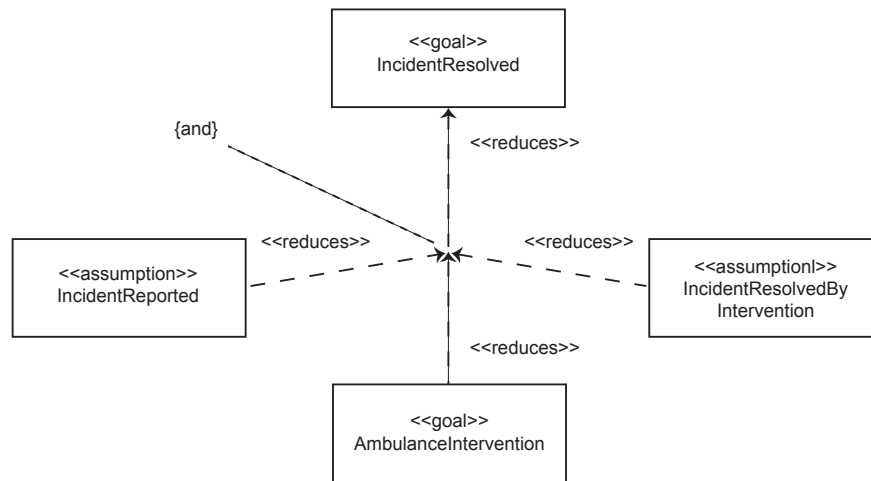 <<goal>>
IncidentResolved
{and}
<<reduces>>
<<reduces>>
<<reduces>>
<<assumption>>
IncidentReported
<<assumptionl>>
IncidentResolvedBy
Intervention
<<reduces>>
<<goal>>
AmbulanceIntervention